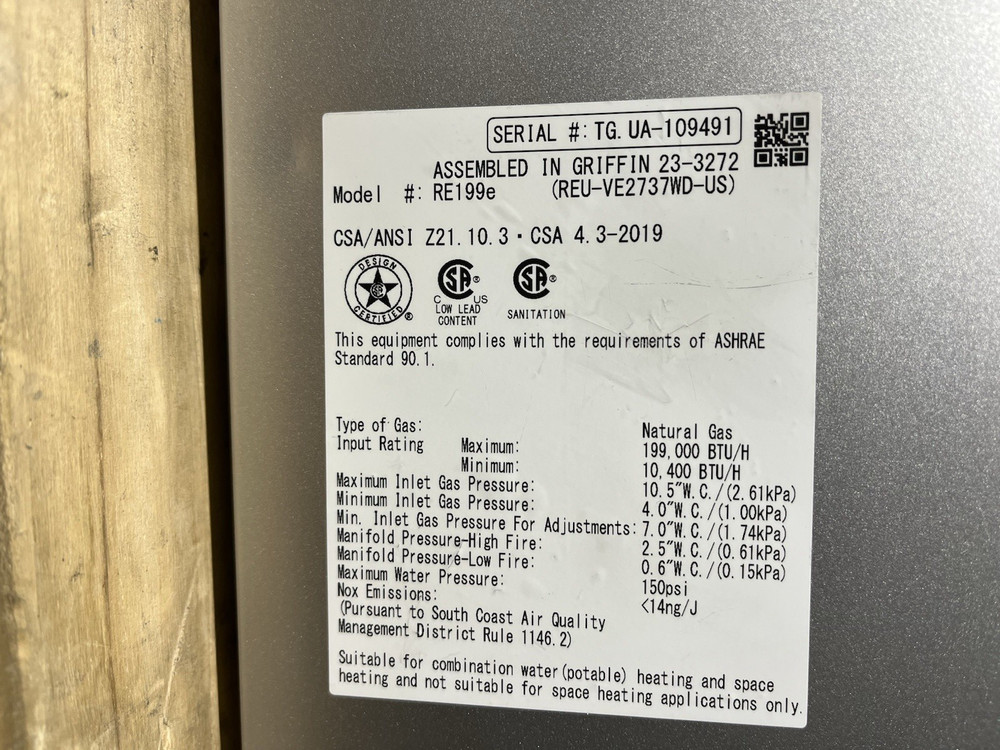 SERIAL #: TG. UA-109491
ASSEMBLED IN GRIFFIN 23-3272
Model #: RE199e (REU-VE2737WD-US)
CSA/ANSI Z21.10.3・CSA 4.3-2019
DESIGN CERTIFIED ®
SA ® C US LOW LEAD CONTENT
SA ® SANITATION
This equipment complies with the requirements of ASHRAE
Standard 90.1.
Type of Gas: Natural Gas
Input Rating Maximum: 199,000 BTU/H
Minimum: 10,400 BTU/H
Maximum Inlet Gas Pressure: 10.5"W.C./(2.61kPa)
Minimum Inlet Gas Pressure: 4.0"W.C./(1.00kPa)
Min. Inlet Gas Pressure For Adjustments: 7.0"W.C./(1.74kPa)
Manifold Pressure-High Fire: 2.5"W.C./(0.61kPa)
Manifold Pressure-Low Fire: 0.6"W.C./(0.15kPa)
Maximum Water Pressure: 150psi
Nox Emissions: <14ng/J
(Pursuant to South Coast Air Quality
Management District Rule 1146.2)
Suitable for combination water(potable) heating and space
heating and not suitable for space heating applications only.